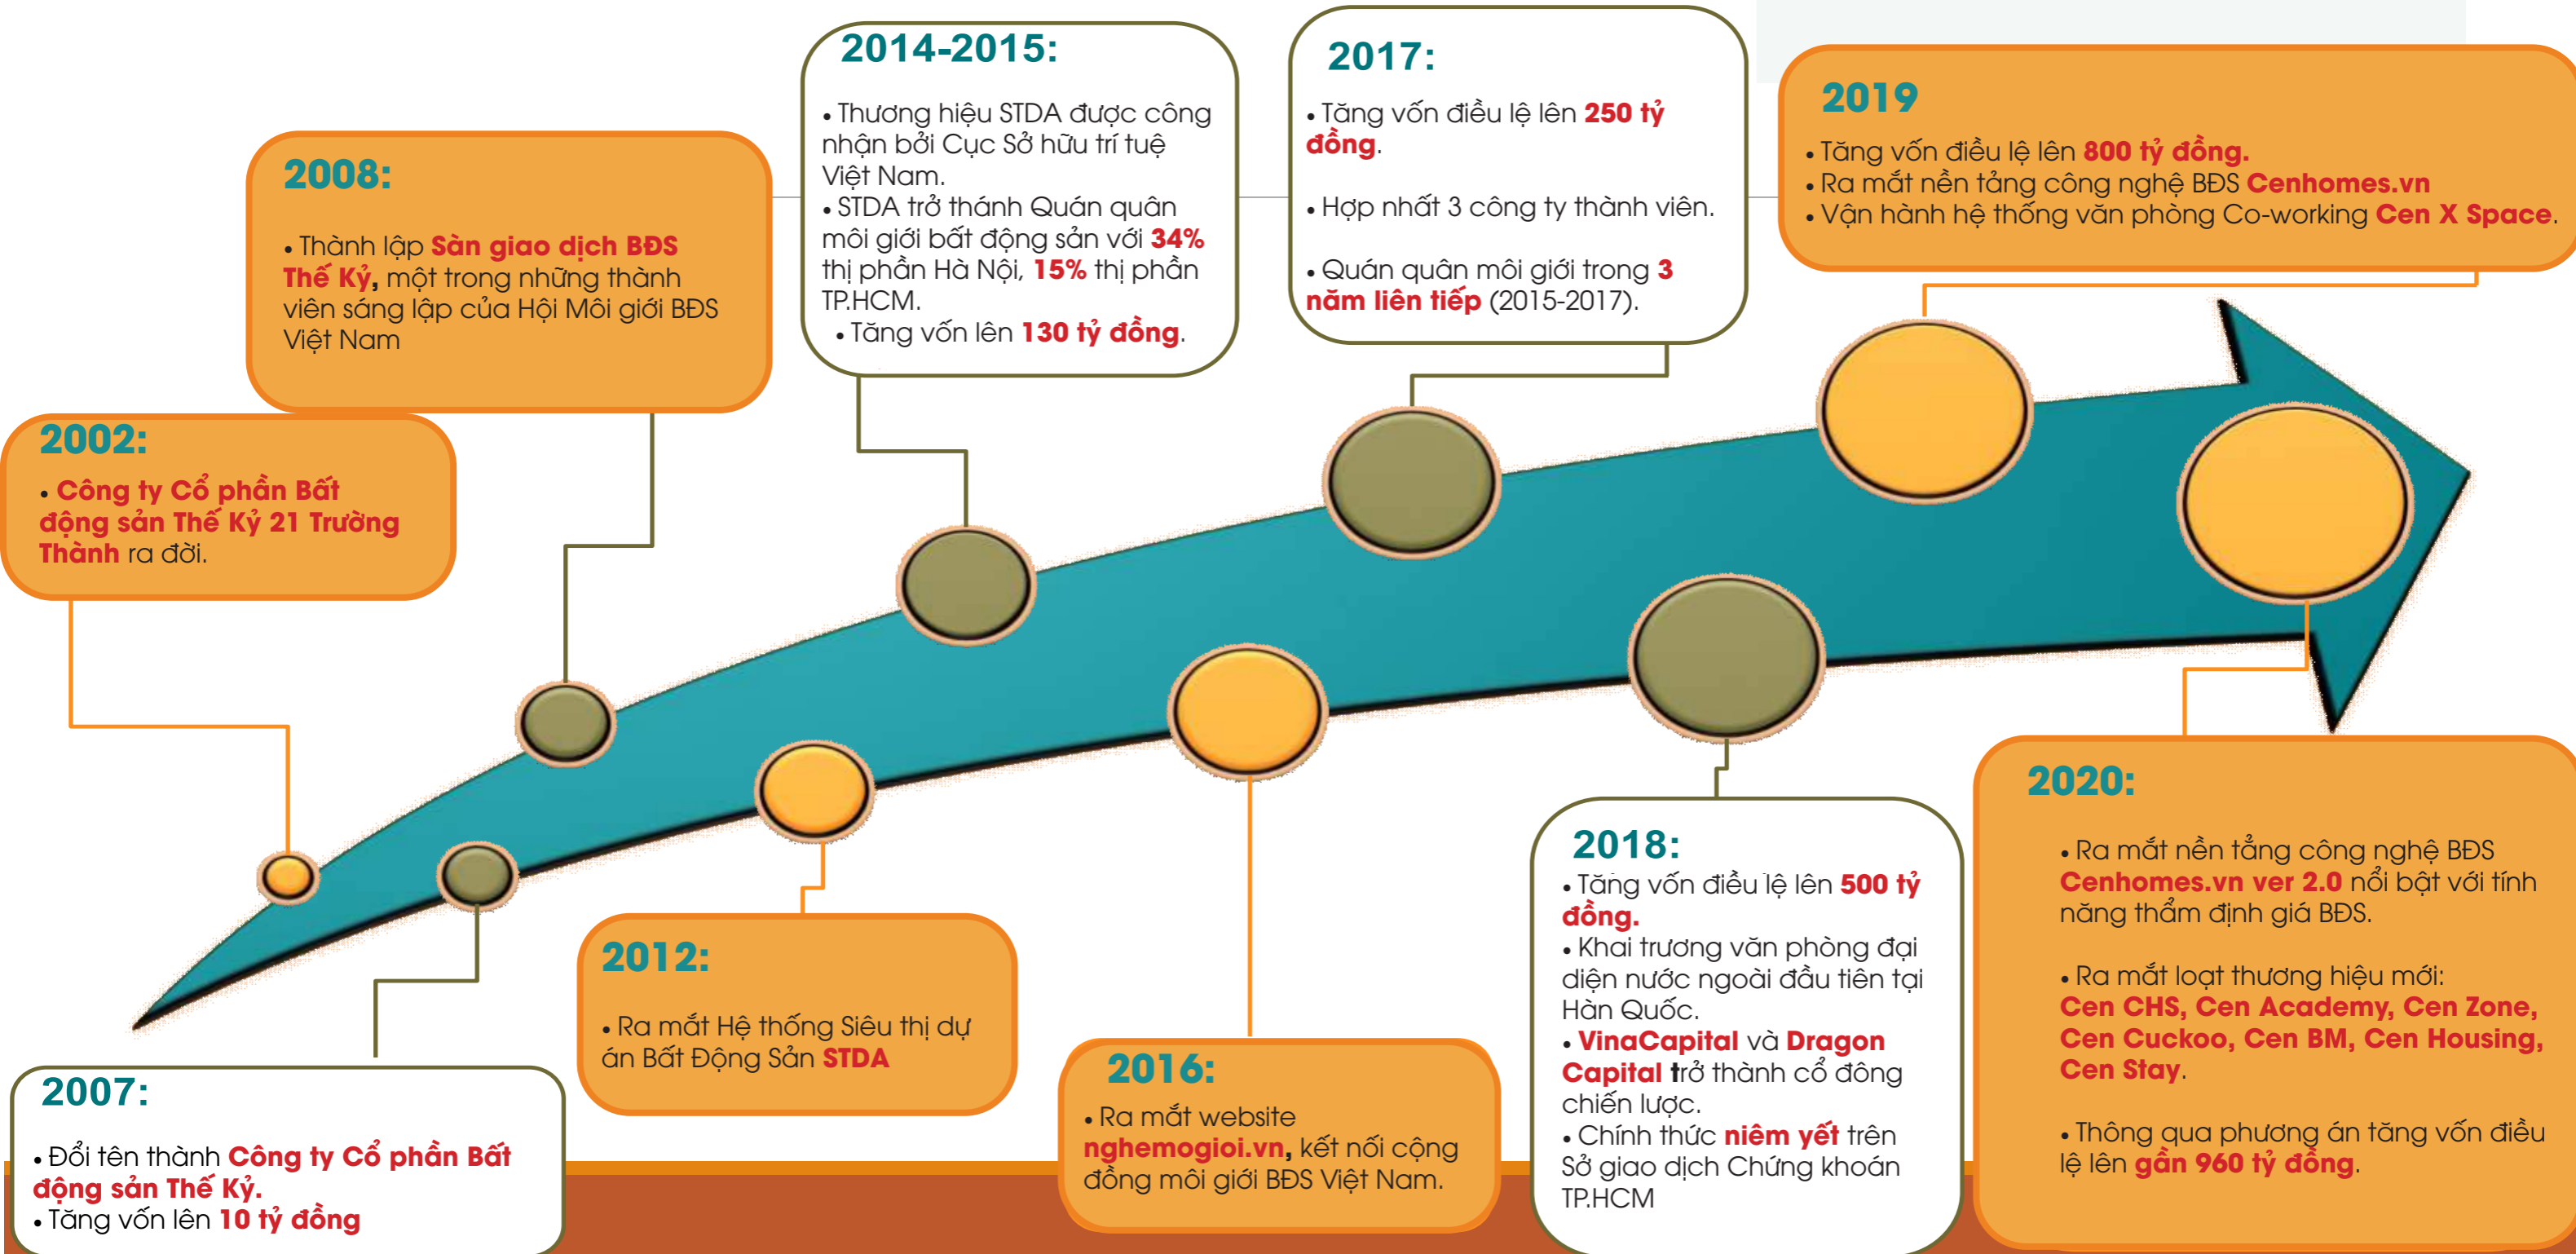 2002:
• Công ty Cổ phần Bất
động sản Thế Kỷ 21 Trường
Thành ra đời.
2007:
• Đổi tên thành Công ty Cổ phần Bất
động sản Thế Kỷ.
• Tăng vốn lên 10 tỷ đồng
2008:
• Thành lập Sàn giao dịch BĐS
Thế Kỷ, một trong những thành
viên sáng lập của Hội Môi giới BĐS
Việt Nam
2012:
• Ra mắt Hệ thống Siêu thị dự
án Bất Động Sản STDA
2014-2015:
• Thương hiệu STDA được công
nhận bởi Cục Sở hữu trí tuệ
Việt Nam.
• STDA trở thánh Quán quân
môi giới bất động sản với 34%
thị phần Hà Nội, 15% thị phần
TP.HCM.
• Tăng vốn lên 130 tỷ đồng.
2016:
• Ra mắt website
nghemogioi.vn, kết nối cộng
đồng môi giới BĐS Việt Nam.
2017:
• Tăng vốn điều lệ lên 250 tỷ
đồng.
• Hợp nhất 3 công ty thành viên.
• Quán quân môi giới trong 3
năm liên tiếp (2015-2017).
2018:
• Tăng vốn điều lệ lên 500 tỷ
đồng.
• Khai trương văn phòng đại
diện nước ngoài đầu tiên tại
Hàn Quốc.
• VinaCapital và Dragon
Capital trở thành cổ đông
chiến lược.
• Chính thức niêm yết trên
Sở giao dịch Chứng khoán
TP.HCM
2019
• Tăng vốn điều lệ lên 800 tỷ đồng.
• Ra mắt nền tảng công nghệ BĐS Cenhomes.vn
• Vận hành hệ thống văn phòng Co-working Cen X Space.
2020:
• Ra mắt nền tẳng công nghệ BĐS
Cenhomes.vn ver 2.0 nổi bật với tính
năng thẩm định giá BĐS.
• Ra mắt loạt thương hiệu mới:
Cen CHS, Cen Academy, Cen Zone,
Cen Cuckoo, Cen BM, Cen Housing,
Cen Stay.
• Thông qua phương án tăng vốn điều
lệ lên gần 960 tỷ đồng.